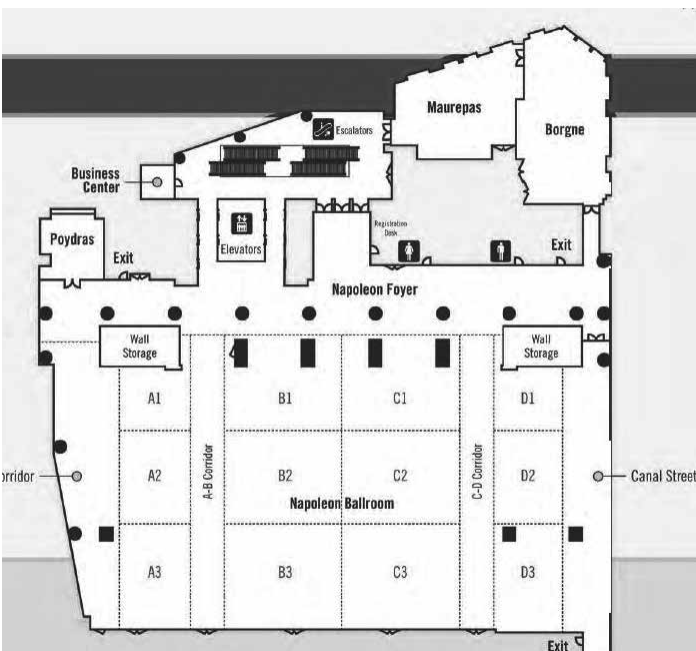 Maurepas
Borgne
Escalators
Business
Center
Poydras
Exit
Elevators
Registration
Desk
Exit
Napoleon Foyer
Wall
Storage
Wall
Storage
A1
B1
C1
D1
A2
A-B Corridor
B2
C2
C-D Corridor
D2
orridor
Canal Street
Napoleon Ballroom
A3
B3
C3
D3
Exit